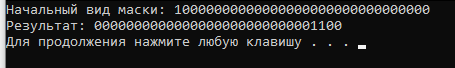 Начальный вид маски: 10000000000000000000000000000000
Результат: 00000000000000000000000000001100
Для продолжения нажмите любую клавишу . . .